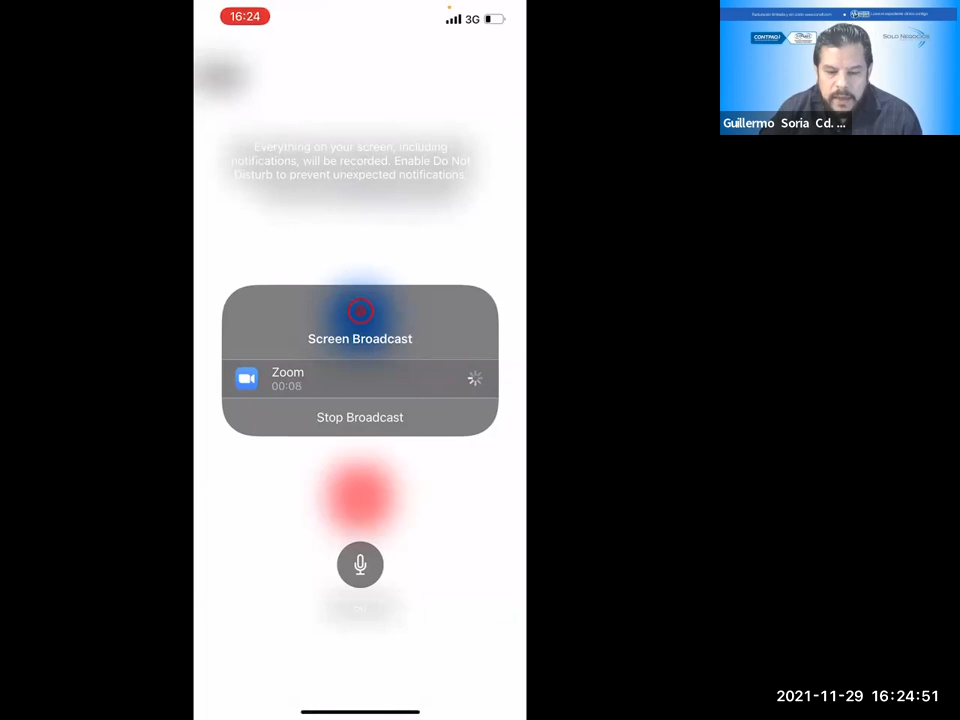 16:24
3G
Everything on your screen, including
notifications, will be recorded. Enable Do Not
Disturb to prevent unexpected notifications.
Screen Broadcast
Zoom
00:08
Stop Broadcast
CONTPAQi
SOLO NEGOCIOS
Guillermo Soria Cd. ...
2021-11-29 16:24:51